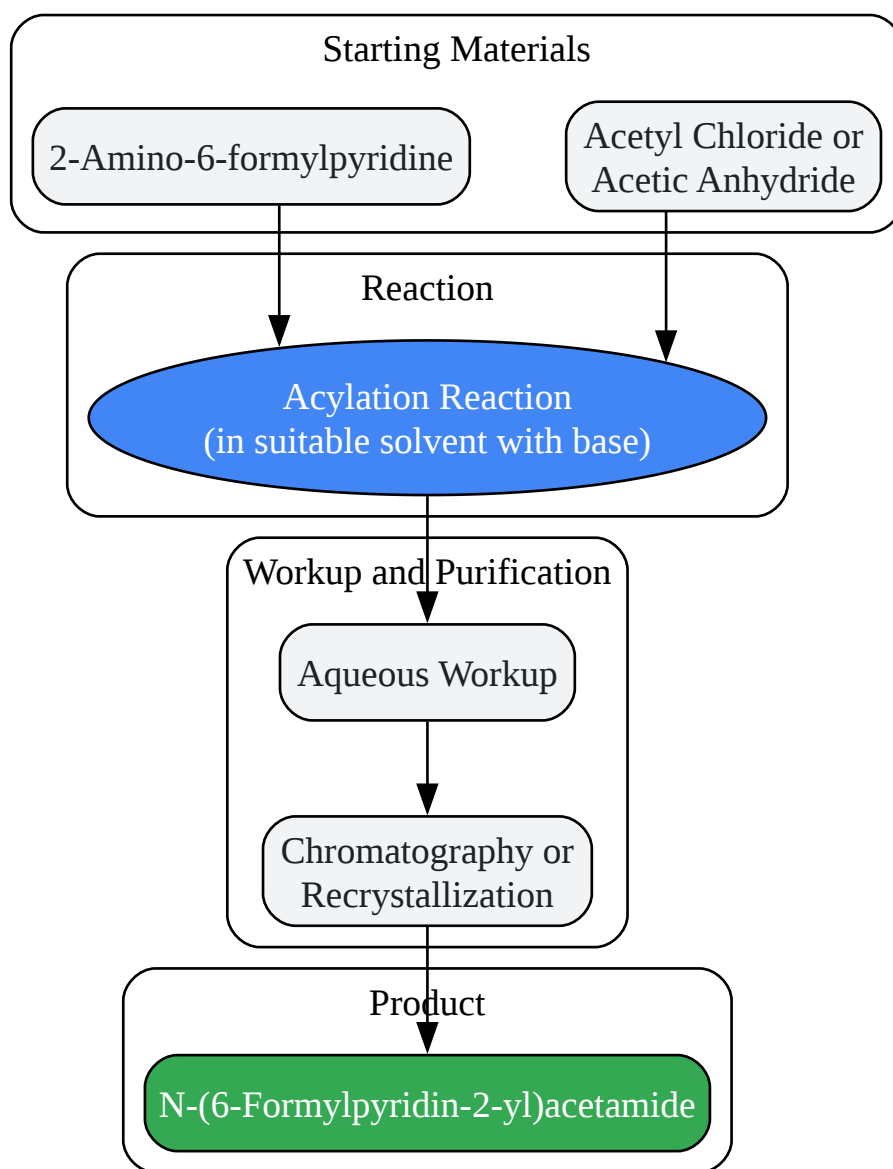 Starting Materials
2-Amino-6-formylpyridine
Acetyl Chloride or
Acetic Anhydride
Reaction
Acylation Reaction
(in suitable solvent with base)
Workup and Purification
Aqueous Workup
Chromatography or
Recrystallization
Product
N-(6-Formylpyridin-2-yl)acetamide